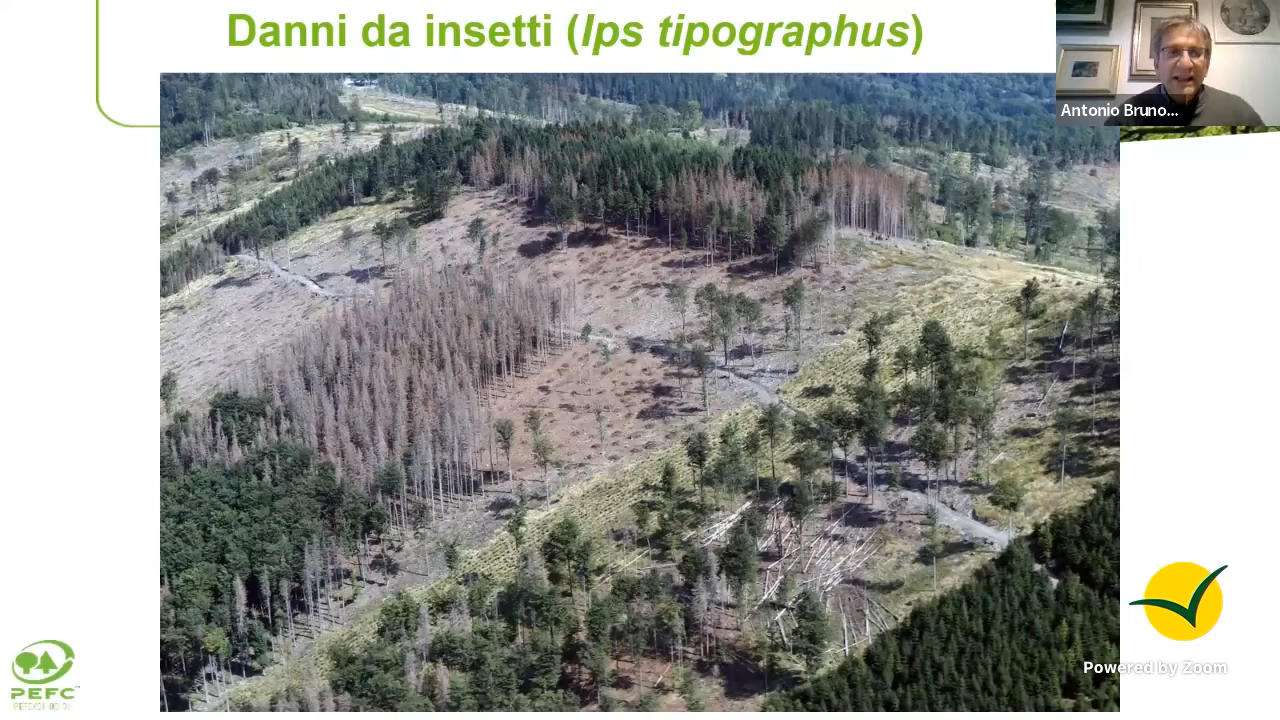 Danni da insetti (Ips tipographus)
Antonio Bruno...
PEFC
Powered by Zoom